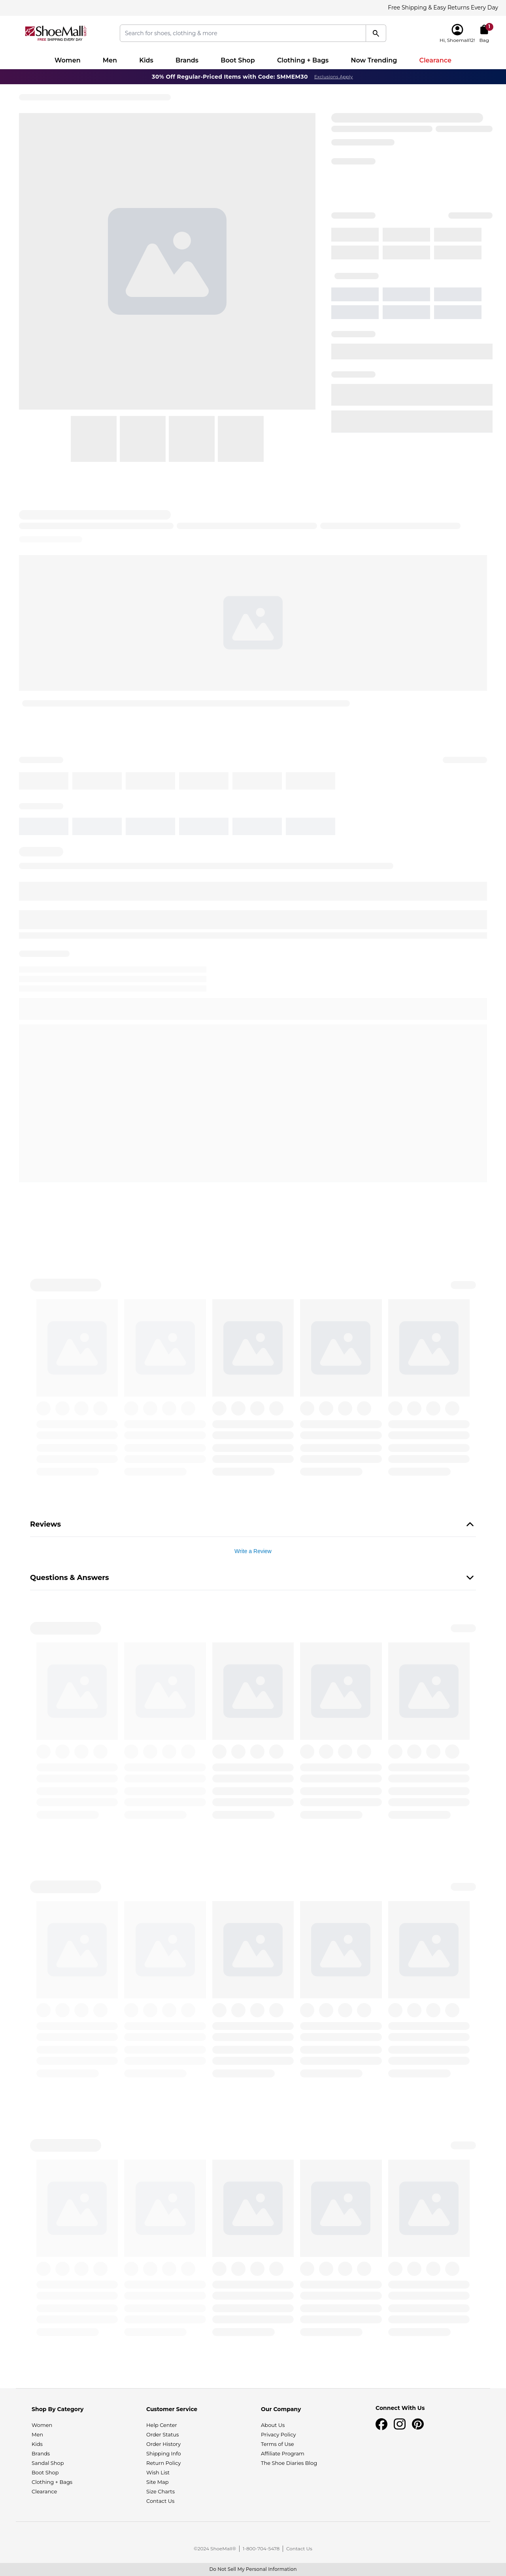 Free Shipping & Easy Returns Every Day
ShoeMall
FREE SHIPPING EVERY DAY
Search for shoes, clothing & more
1
Hi, Shoemall12!
Bag
Women
Men
Kids
Brands
Boot Shop
Clothing + Bags
Now Trending
Clearance
30% Off Regular-Priced Items with Code: SMMEM30
Exclusions Apply
Reviews
Write a Review
Questions & Answers
Shop By Category
Women
Men
Kids
Brands
Sandal Shop
Boot Shop
Clothing + Bags
Clearance
Customer Service
Help Center
Order Status
Order History
Shipping Info
Return Policy
Wish List
Site Map
Size Charts
Contact Us
Our Company
About Us
Privacy Policy
Terms of Use
Affiliate Program
The Shoe Diaries Blog
Connect With Us
©2024 ShoeMall®
1-800-704-5478
Contact Us
Do Not Sell My Personal Information